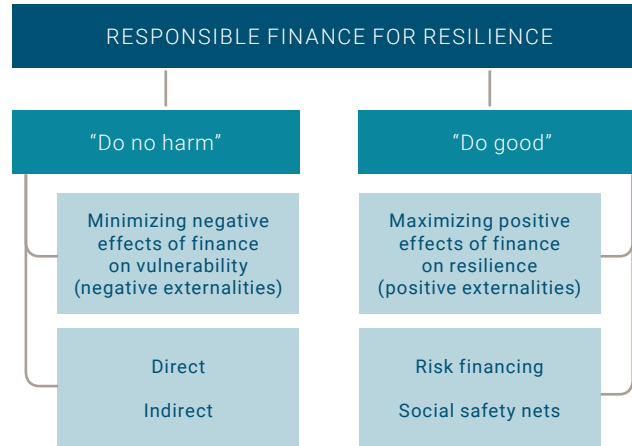 RESPONSIBLE FINANCE FOR RESILIENCE
“Do no harm”
Minimizing negative
effects of finance
on vulnerability
(negative externalities)
Direct
Indirect
“Do good”
Maximizing positive
effects of finance
on resilience
(positive externalities)
Risk financing
Social safety nets